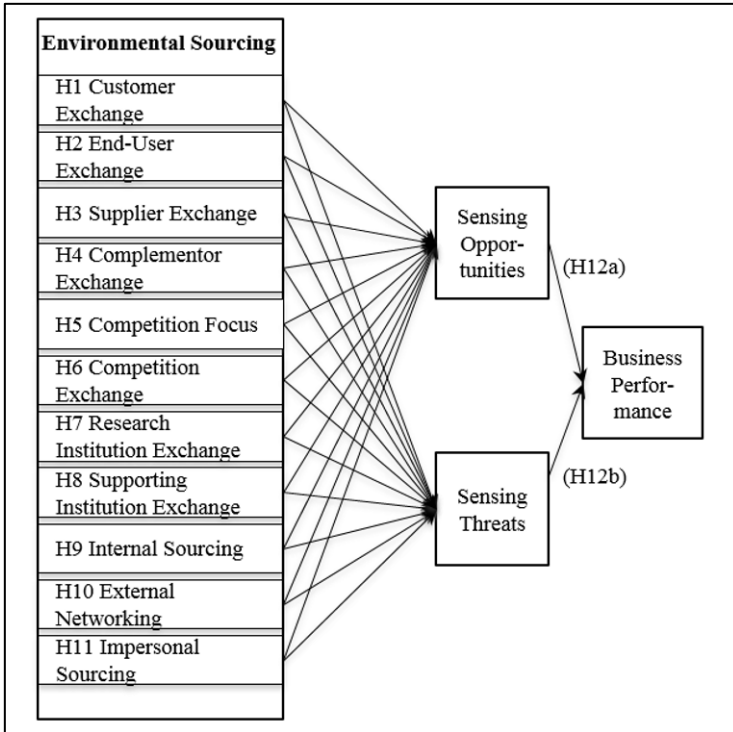 Environmental Sourcing
H1 Customer
Exchange
H2 End-User
Exchange
H3 Supplier Exchange
H4 Complementor
Exchange
H5 Competition Focus
H6 Competition
Exchange
H7 Research
Institution Exchange
H8 Supporting
Institution Exchange
H9 Internal Sourcing
H10 External
Networking
H11 Impersonal
Sourcing
Sensing
Oppor-
tunities
(H12a)
Business
Perfor-
mance
(H12b)
Sensing
Threats